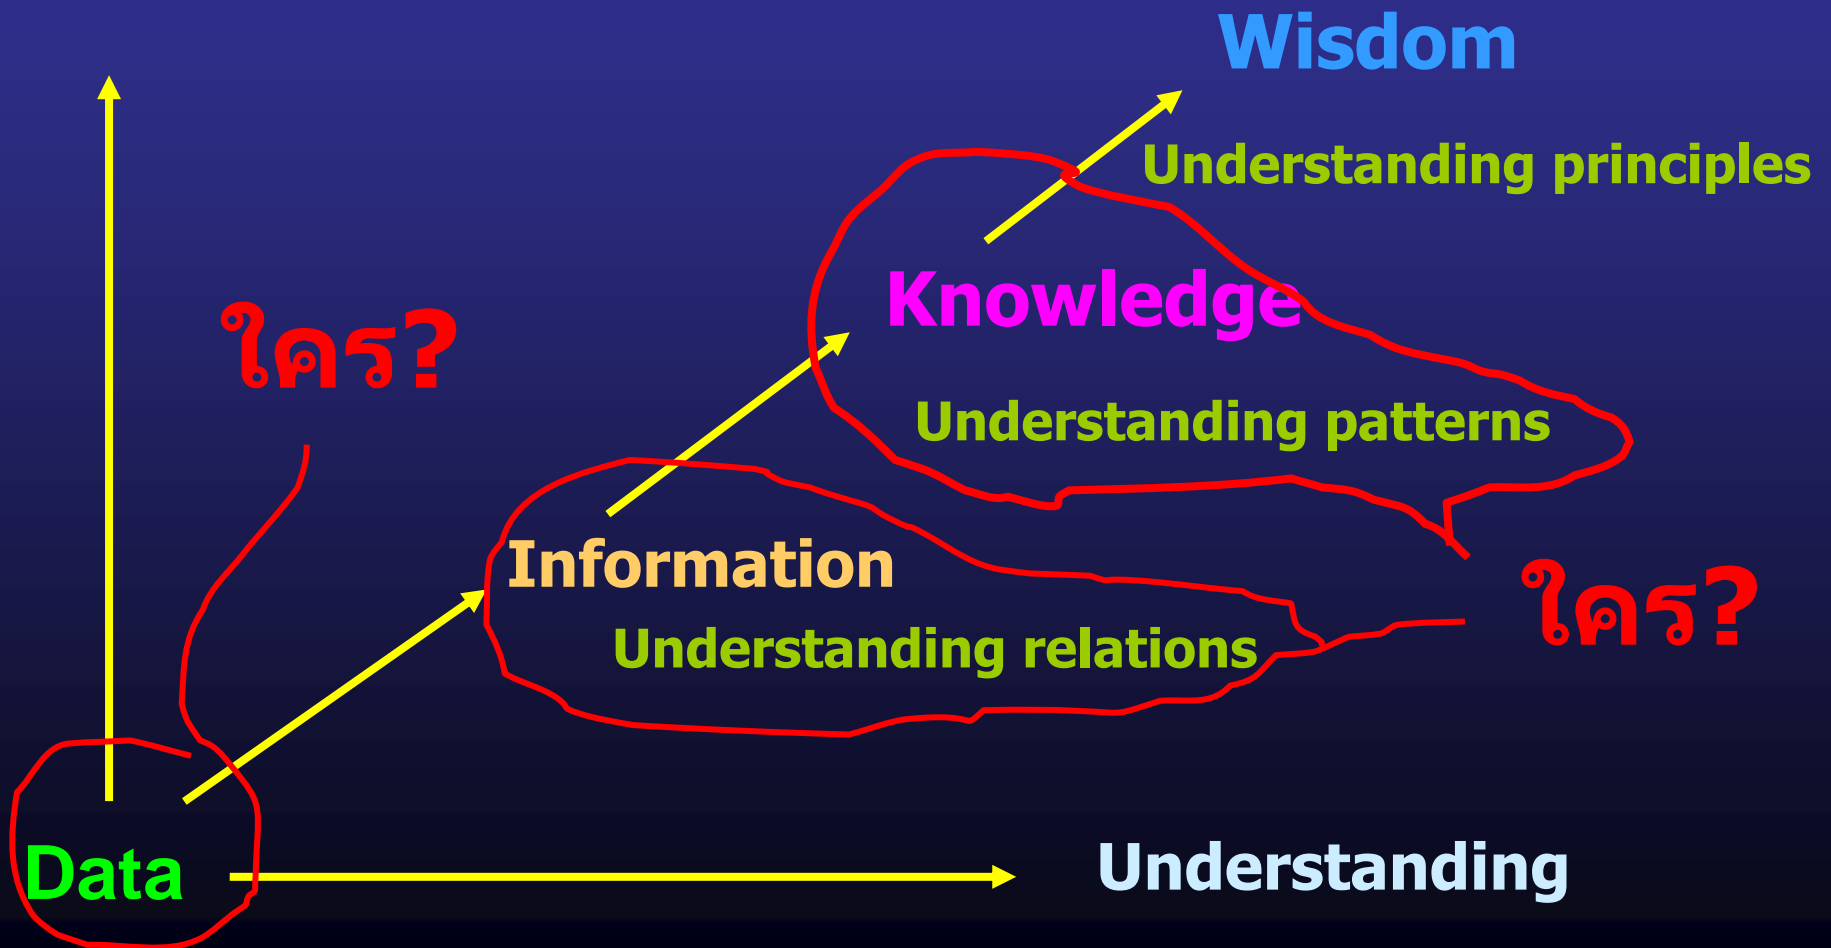 Wisdom
Understanding principles
Knowledge
ใคร?
Understanding patterns
Information
ใคร?
Understanding relations
Data
Understanding